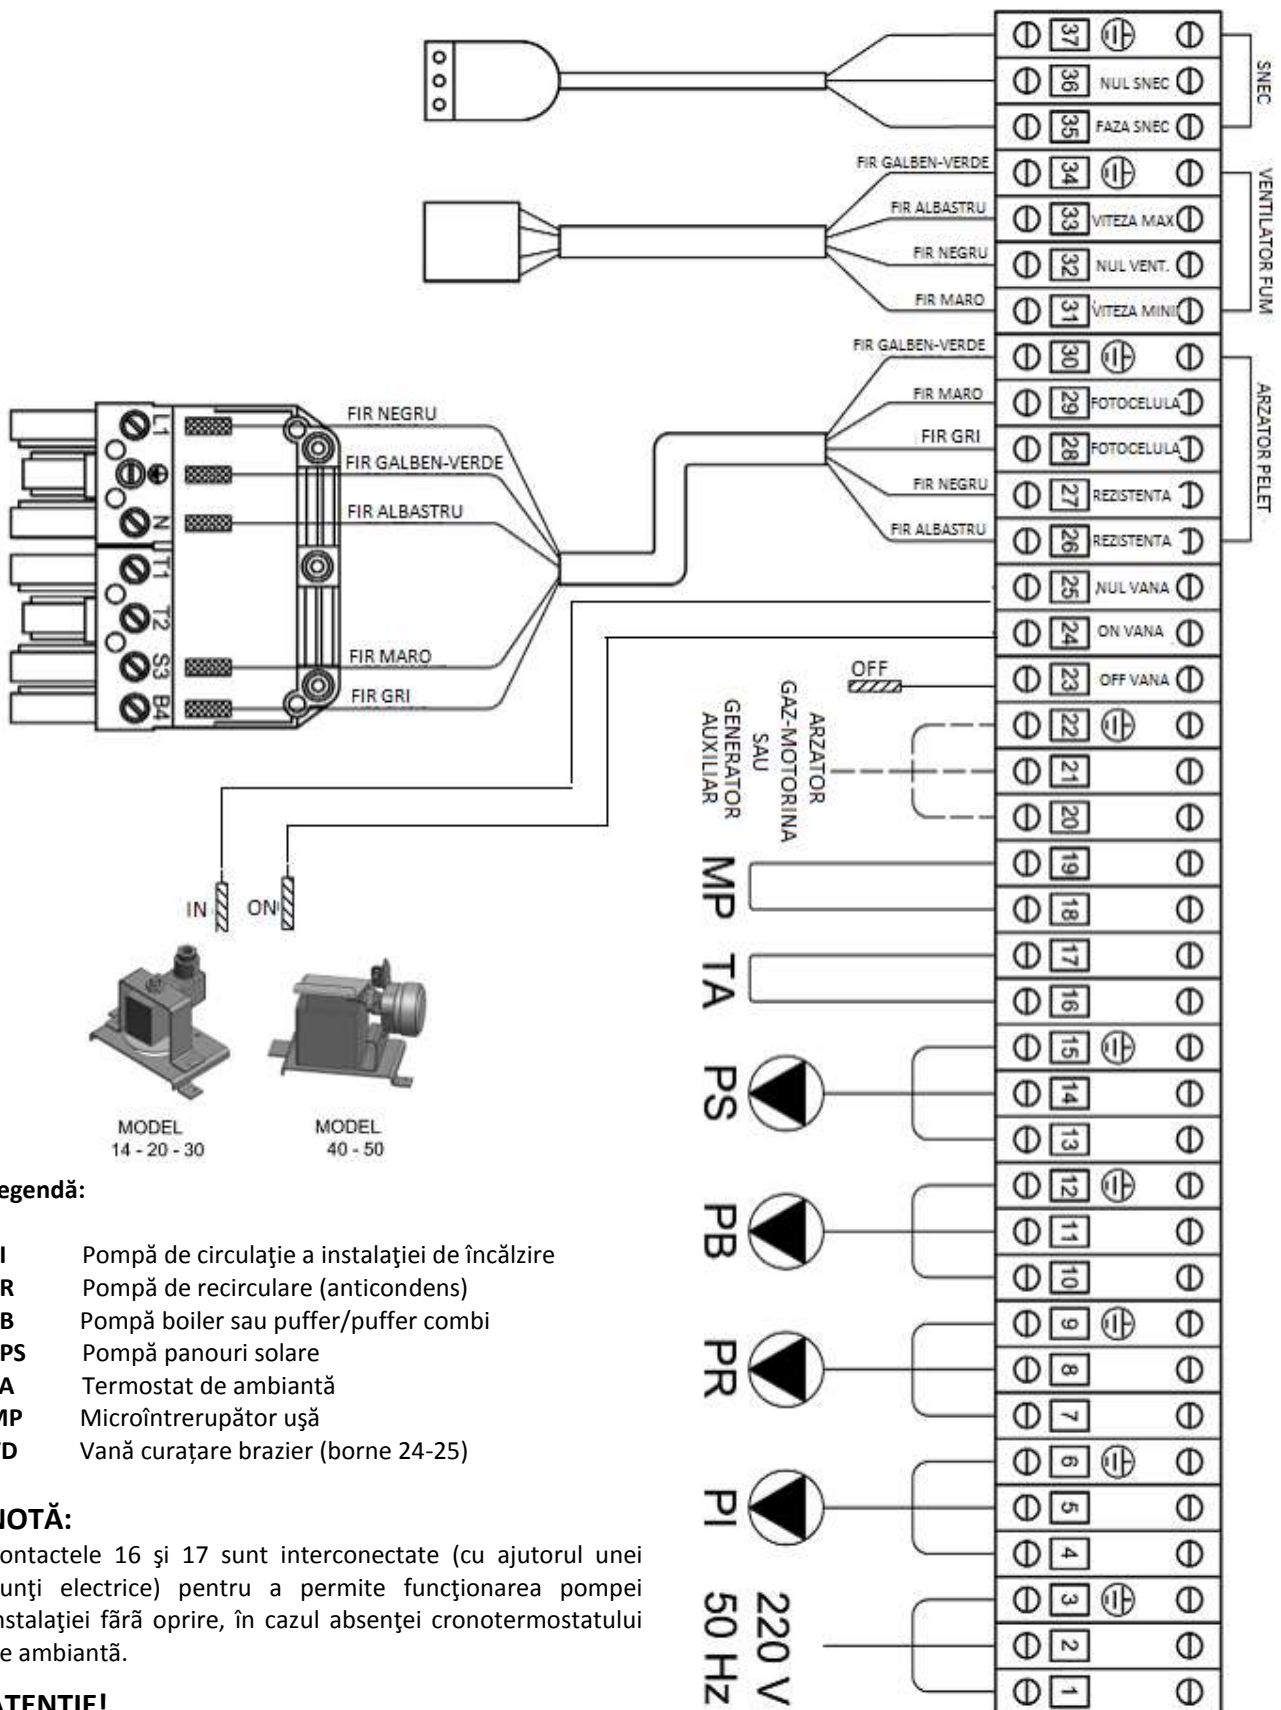 37
36 NUL SNEC
35 FAZA SNEC
SNEC
FIR GALBEN-VERDE 34
FIR ALBASTRU 33 VITEZA MAX
FIR NEGRU 32 NUL VENT.
FIR MARO 31 VITEZA MINI
VENTILATOR FUM
FIR GALBEN-VERDE 30
FIR MARO 29 FOTOCELULA
FIR GRI 28 FOTOCELULA
FIR NEGRU 27 REZISTENTA
FIR ALBASTRU 26 REZISTENTA
ARZATOR PELET
25 NUL VANA
24 ON VANA
OFF 23 OFF VANA
L1 FIR NEGRU
FIR GALBEN-VERDE
N FIR ALBASTRU
T1
T2
S3 FIR MARO
B4 FIR GRI
ARZATOR
GAZ-MOTORINA
SAU
GENERATOR
AUXILIAR
22
21
20
MP
19
18
TA
17
16
PS
15
14
13
PB
12
11
10
PR
9
8
7
PI
6
5
4
220 V
50 Hz
3
2
1
IN ON
MODEL
14 - 20 - 30
MODEL
40 - 50
egendă:
I Pompă de circulaţie a instalaţiei de încălzire
R Pompă de recirculare (anticondens)
B Pompă boiler sau puffer/puffer combi
PS Pompă panouri solare
A Termostat de ambiantă
MP Microîntrerupător uşă
D Vană curațare brazier (borne 24-25)
NOTĂ:
ontactele 16 şi 17 sunt interconectate (cu ajutorul unei
unţi electrice) pentru a permite funcţionarea pompei
nstalaţiei fãrã oprire, în cazul absenţei cronotermostatului
e ambiantã.
ATENTIE!